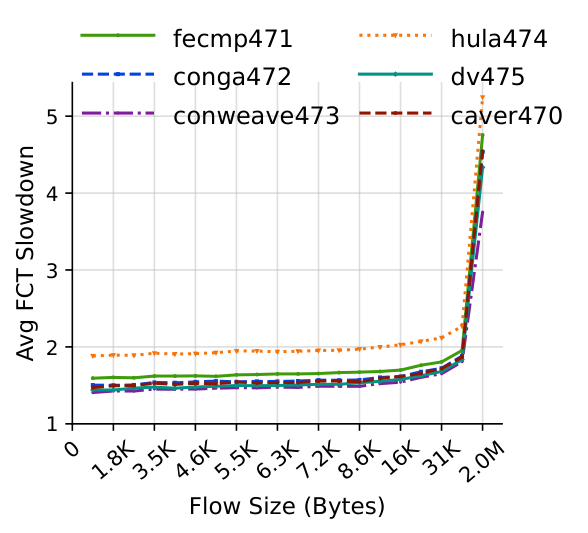 fecmp471 hula474
conga472 dv475
conweave473 caver470
5
4
3
2
1
Avg FCT Slowdown
0 1.8K 3.5K 4.6K 5.5K 6.3K 7.2K 8.6K 16K 31K 2.0M
Flow Size (Bytes)